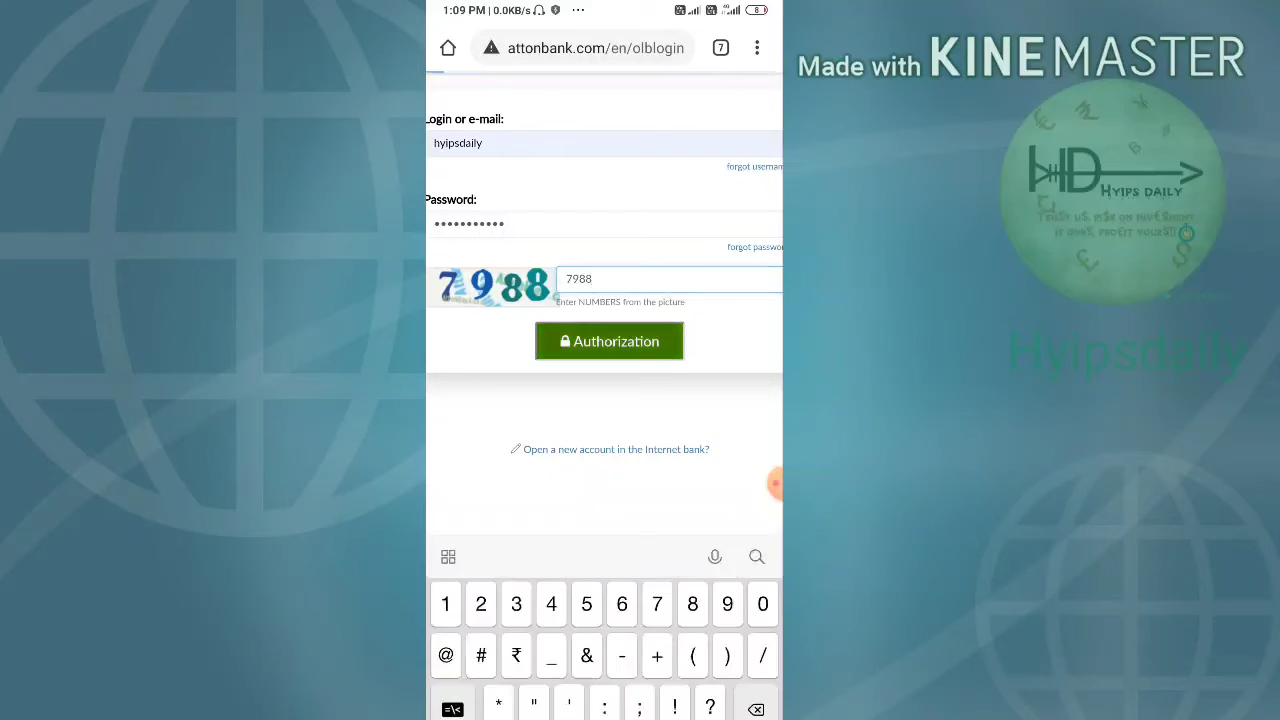 1:09 PM | 0.0KB/s
6
attonbank.com/en/olblogin
7
Made with KINEMASTER
Login or e-mail:
hyipsdaily
forgot usernam
Password:
•••••••••••
forgot passwor
7988
7988
Enter NUMBERS from the picture
Authorization
Open a new account in the Internet bank?
HD
HYIPS DAILY
Hyipsdaily
1 2 3 4 5 6 7 8 9 0
@ # ₹ _ & - + ( ) /
=\< * " ' : ; ! ?